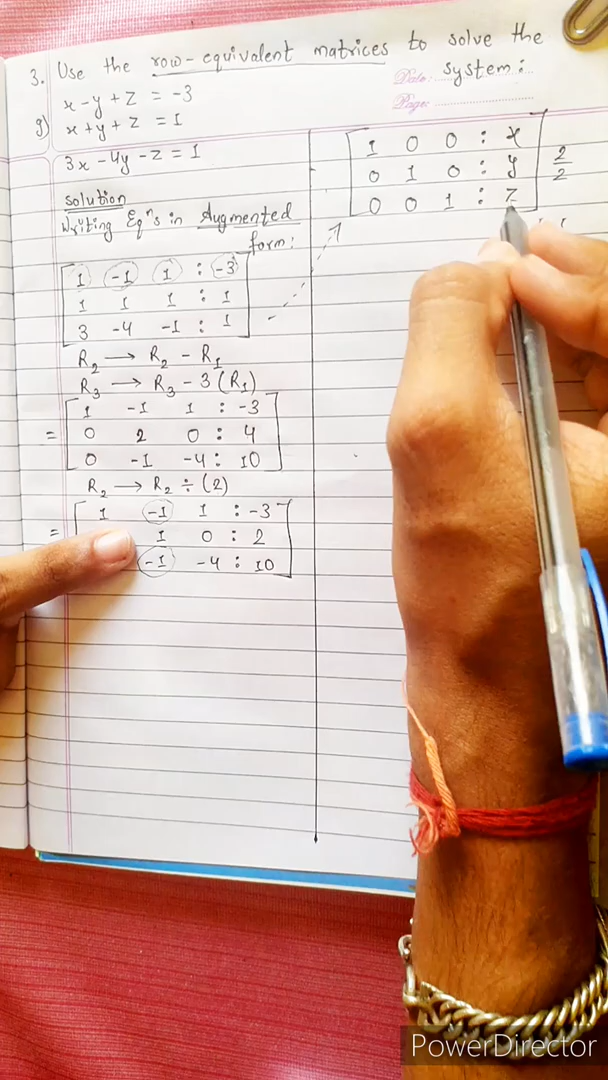 3. Use the row-equivalent matrices to solve the system:
Date:
Page:
g) x - y + z = -3
x + y + z = 1
3x - 4y - z = 1
solution
Writing Eqⁿs in Augmented form:
1 -1 1 : -3
1 1 1 : 1
3 -4 -1 : 1
R₂ → R₂ - R₁
R₃ → R₃ - 3(R₁)
1 -1 1 : -3
= 0 2 0 : 4
0 -1 -4 : 10
R₂ → R₂ ÷ (2)
1 -1 1 : -3
= 1 0 : 2
-1 -4 : 10
1 0 0 : x
0 1 0 : y
0 0 1 : z
2
2
PowerDirector